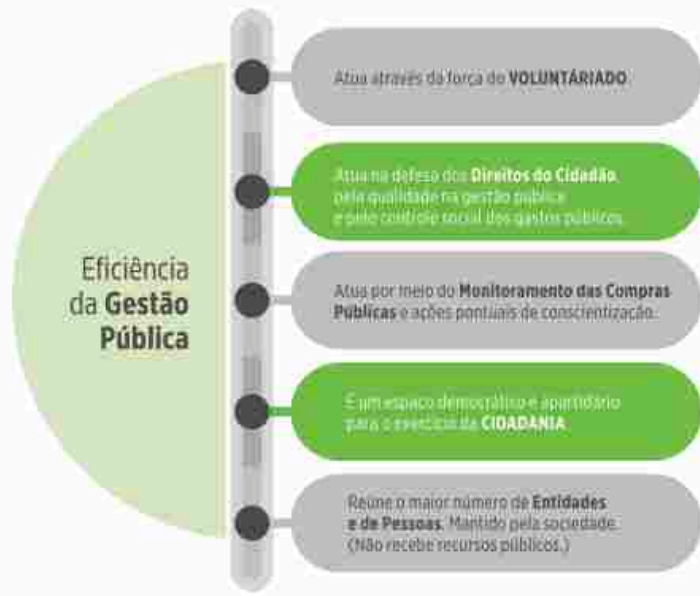 Eficiência
da Gestão
Pública
Atua através da força do VOLUNTÁRIADO.
Atua na defesa dos Direitos do Cidadão,
pela qualidade na gestão pública
e pelo controle social dos gastos públicos.
Atua por meio do Monitoramento das Compras
Públicas e ações pontuais de conscientização.
É um espaço democrático e apartidário
para o exercício da CIDADANIA.
Reúne o maior número de Entidades
e de Pessoas. Mantido pela sociedade.
(Não recebe recursos públicos.)